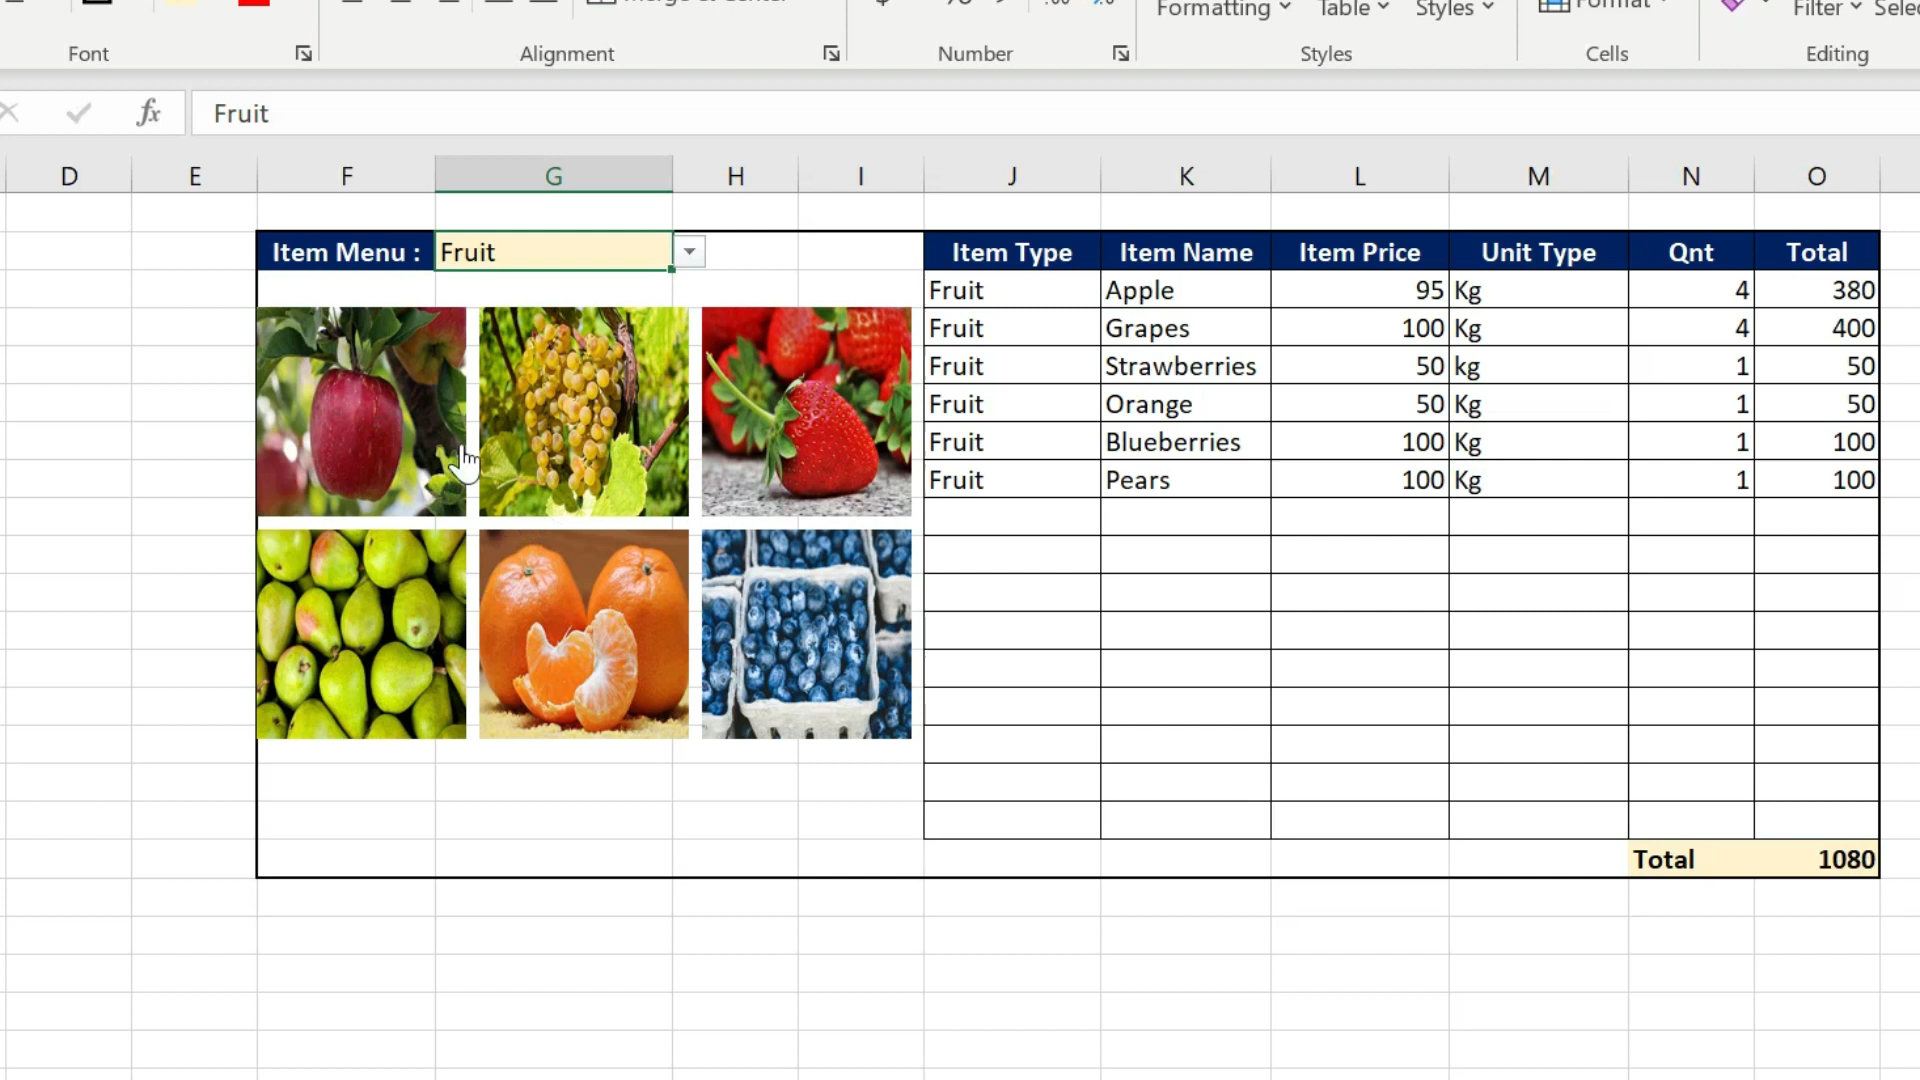 Formatting Table Styles Format Filter
Font Alignment Number Styles Cells Editing
fx Fruit
D E F G H I J K L M N O
Item Menu : Fruit Item Type Item Name Item Price Unit Type Qnt Total
Fruit Apple 95 Kg 4 380
Fruit Grapes 100 Kg 4 400
Fruit Strawberries 50 kg 1 50
Fruit Orange 50 Kg 1 50
Fruit Blueberries 100 Kg 1 100
Fruit Pears 100 Kg 1 100
Total 1080